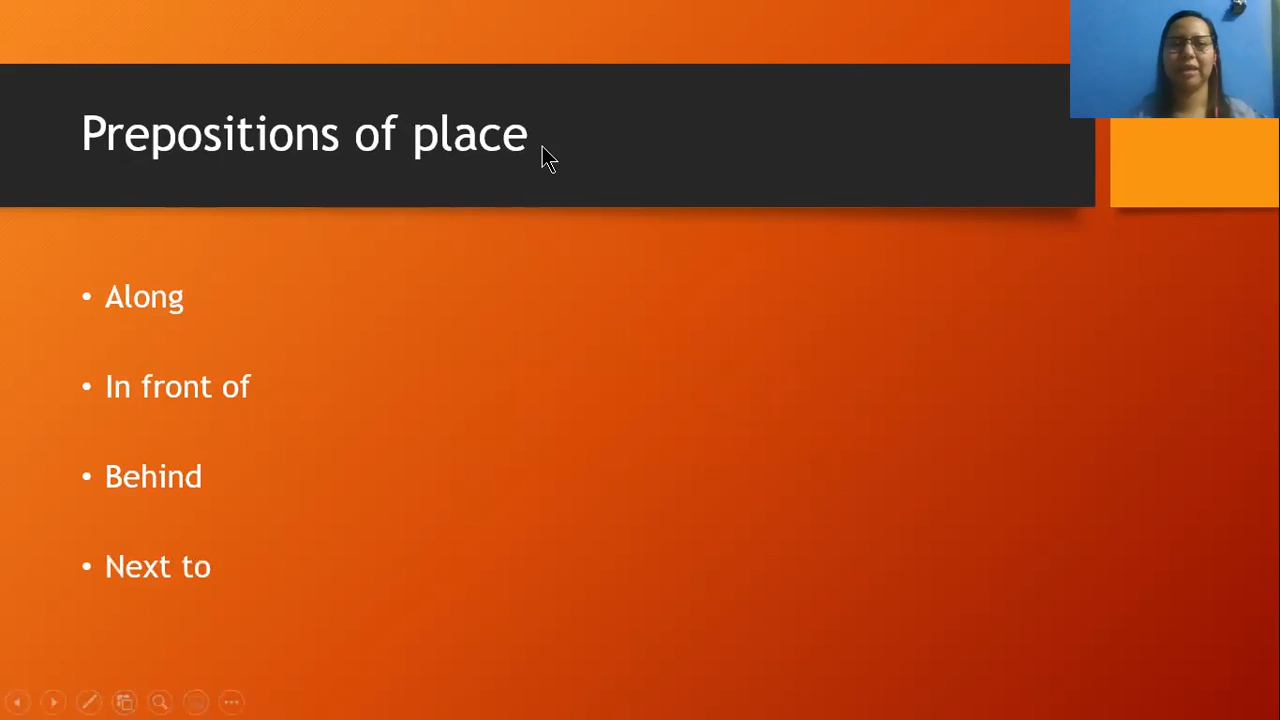 Prepositions of place
• Along
• In front of
• Behind
• Next to